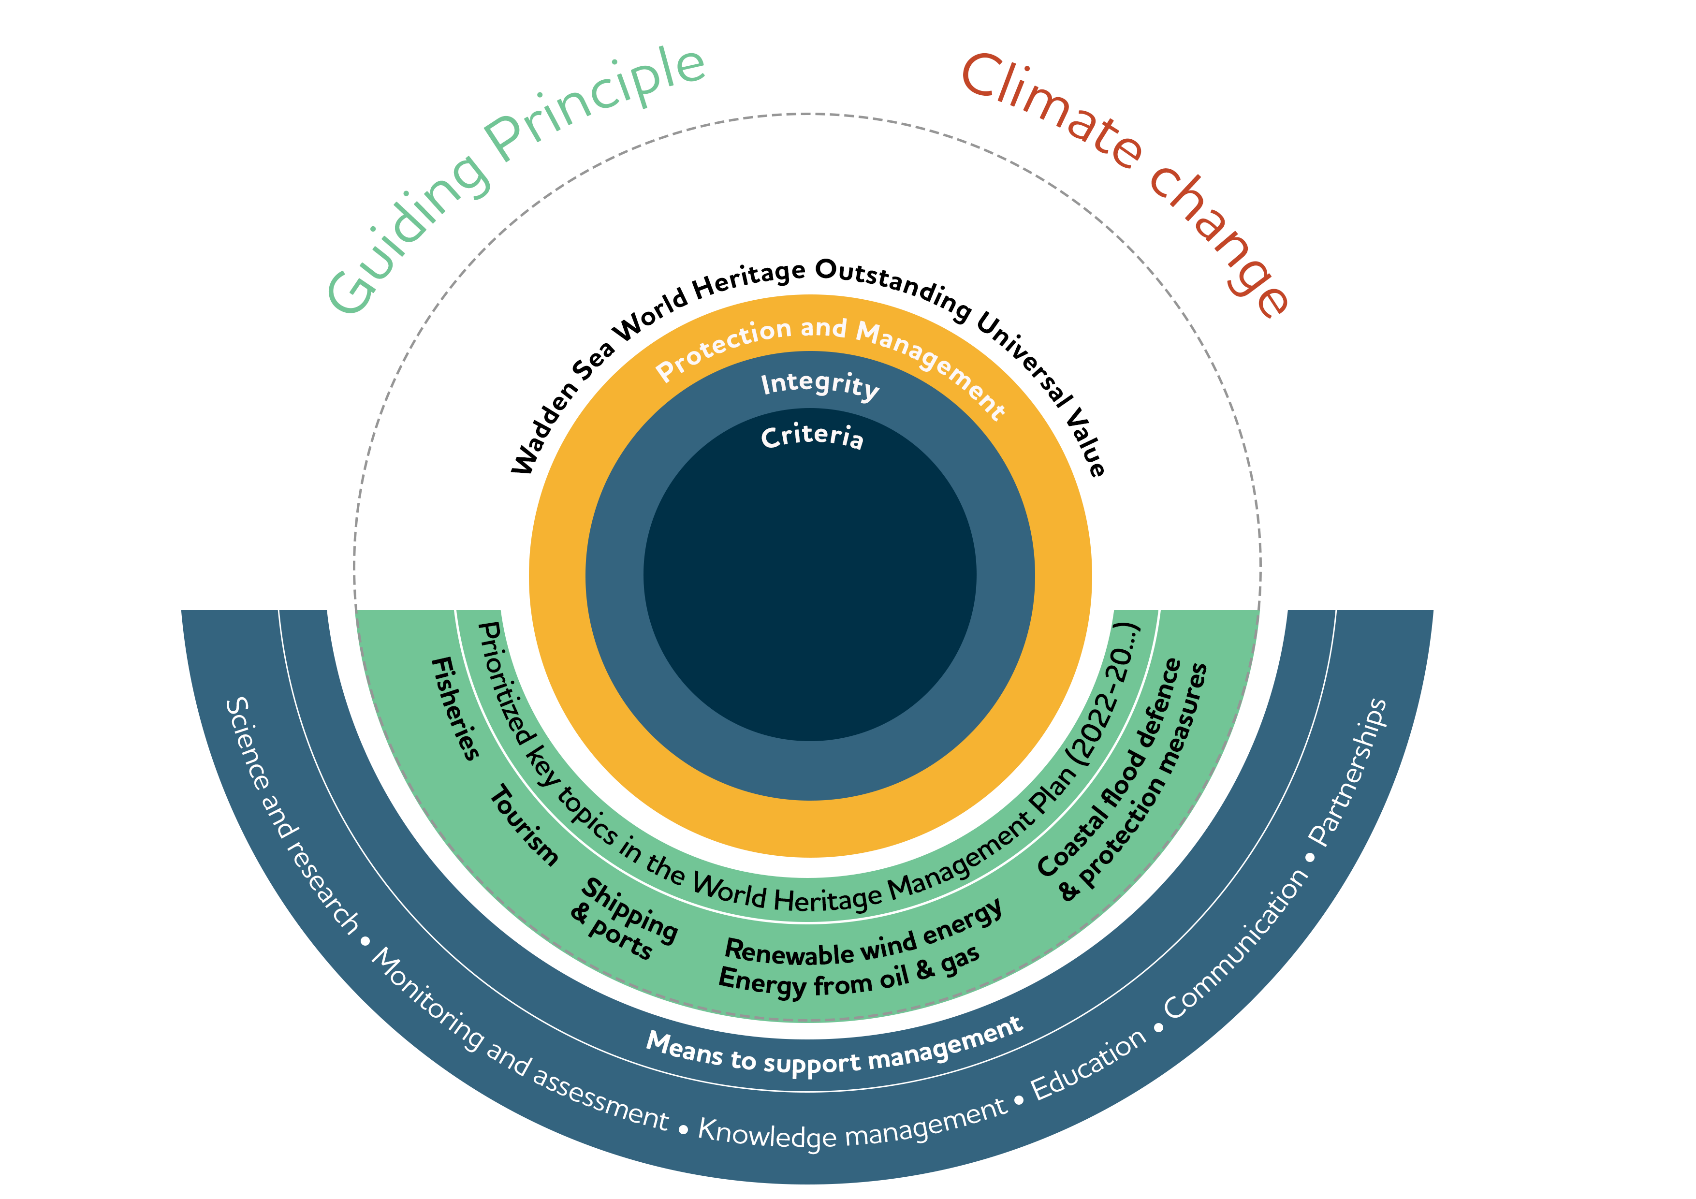 Guiding Principle
Climate change
Wadden Sea World Heritage Outstanding Universal Value
Protection and Management
Integrity
Criteria
Prioritized key topics in the World Heritage Management Plan (2022-20...)
Fisheries
Tourism
Shipping
& ports
Renewable wind energy
Energy from oil & gas
Coastal flood defence
& protection measures
Means to support management
Science and research • Monitoring and assessment • Knowledge management • Education • Communication • Partnerships